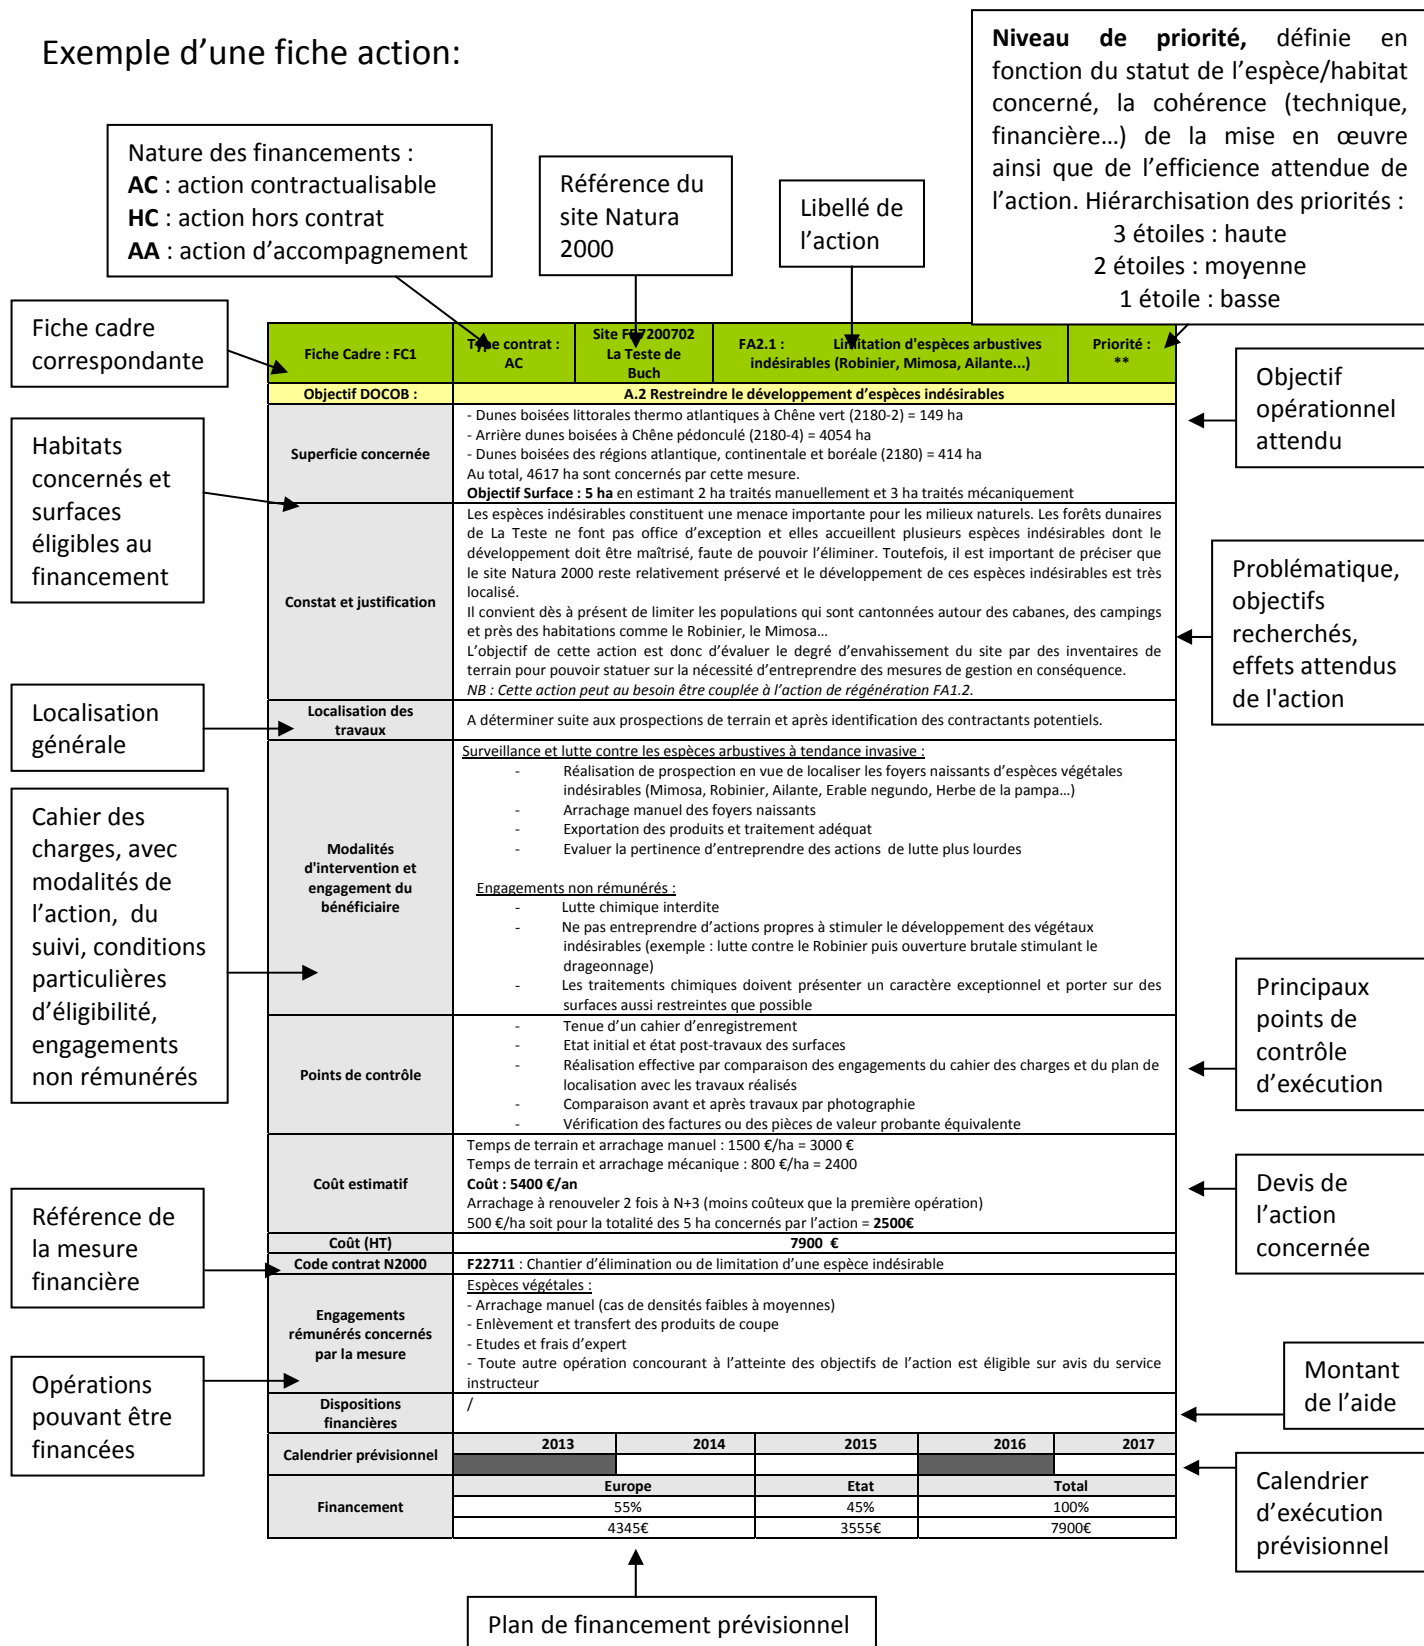 Exemple d’une fiche action:
Niveau de priorité, définie en
fonction du statut de l’espèce/habitat
concerné, la cohérence (technique,
financière…) de la mise en œuvre
ainsi que de l’efficience attendue de
l’action. Hiérarchisation des priorités :
3 étoiles : haute
2 étoiles : moyenne
1 étoile : basse
Nature des financements :
AC : action contractualisable
HC : action hors contrat
AA : action d’accompagnement
Référence du
site Natura
2000
Libellé de
l’action
Fiche cadre
correspondante
Habitats
concernés et
surfaces
éligibles au
financement
Localisation
générale
Cahier des
charges, avec
modalités de
l’action, du
suivi, conditions
particulières
d’éligibilité,
engagements
non rémunérés
Référence de
la mesure
financière
Opérations
pouvant être
financées
Fiche Cadre : FC1
Type contrat :
AC
Site FR7200702
La Teste de
Buch
FA2.1 : Limitation d'espèces arbustives
indésirables (Robinier, Mimosa, Ailante...)
Priorité :
**
Objectif DOCOB :
A.2 Restreindre le développement d’espèces indésirables
Superficie concernée
- Dunes boisées littorales thermo atlantiques à Chêne vert (2180-2) = 149 ha
- Arrière dunes boisées à Chêne pédonculé (2180-4) = 4054 ha
- Dunes boisées des régions atlantique, continentale et boréale (2180) = 414 ha
Au total, 4617 ha sont concernés par cette mesure.
Objectif Surface : 5 ha en estimant 2 ha traités manuellement et 3 ha traités mécaniquement
Constat et justification
Les espèces indésirables constituent une menace importante pour les milieux naturels. Les forêts dunaires
de La Teste ne font pas office d’exception et elles accueillent plusieurs espèces indésirables dont le
développement doit être maîtrisé, faute de pouvoir l’éliminer. Toutefois, il est important de préciser que
le site Natura 2000 reste relativement préservé et le développement de ces espèces indésirables est très
localisé.
Il convient dès à présent de limiter les populations qui sont cantonnées autour des cabanes, des campings
et près des habitations comme le Robinier, le Mimosa…
L’objectif de cette action est donc d’évaluer le degré d’envahissement du site par des inventaires de
terrain pour pouvoir statuer sur la nécessité d’entreprendre des mesures de gestion en conséquence.
NB : Cette action peut au besoin être couplée à l’action de régénération FA1.2.
Localisation des
travaux
A déterminer suite aux prospections de terrain et après identification des contractants potentiels.
Modalités
d'intervention et
engagement du
bénéficiaire
Surveillance et lutte contre les espèces arbustives à tendance invasive :
- Réalisation de prospection en vue de localiser les foyers naissants d’espèces végétales
indésirables (Mimosa, Robinier, Ailante, Erable negundo, Herbe de la pampa…)
- Arrachage manuel des foyers naissants
- Exportation des produits et traitement adéquat
- Evaluer la pertinence d’entreprendre des actions de lutte plus lourdes
Engagements non rémunérés :
- Lutte chimique interdite
- Ne pas entreprendre d’actions propres à stimuler le développement des végétaux
indésirables (exemple : lutte contre le Robinier puis ouverture brutale stimulant le
drageonnage)
- Les traitements chimiques doivent présenter un caractère exceptionnel et porter sur des
surfaces aussi restreintes que possible
Points de contrôle
- Tenue d’un cahier d’enregistrement
- Etat initial et état post-travaux des surfaces
- Réalisation effective par comparaison des engagements du cahier des charges et du plan de
localisation avec les travaux réalisés
- Comparaison avant et après travaux par photographie
- Vérification des factures ou des pièces de valeur probante équivalente
Coût estimatif
Temps de terrain et arrachage manuel : 1500 €/ha = 3000 €
Temps de terrain et arrachage mécanique : 800 €/ha = 2400
Coût : 5400 €/an
Arrachage à renouveler 2 fois à N+3 (moins coûteux que la première opération)
500 €/ha soit pour la totalité des 5 ha concernés par l’action = 2500€
Coût (HT)
7900 €
Code contrat N2000
F22711 : Chantier d’élimination ou de limitation d’une espèce indésirable
Engagements
rémunérés concernés
par la mesure
Espèces végétales :
- Arrachage manuel (cas de densités faibles à moyennes)
- Enlèvement et transfert des produits de coupe
- Etudes et frais d’expert
- Toute autre opération concourant à l’atteinte des objectifs de l’action est éligible sur avis du service
instructeur
Dispositions
financières
/
Calendrier prévisionnel
2013 2014 2015 2016 2017
Financement
Europe Etat Total
55% 45% 100%
4345€ 3555€ 7900€
Objectif
opérationnel
attendu
Problématique,
objectifs
recherchés,
effets attendus
de l'action
Principaux
points de
contrôle
d’exécution
Devis de
l’action
concernée
Montant
de l’aide
Calendrier
d’exécution
prévisionnel
Plan de financement prévisionnel